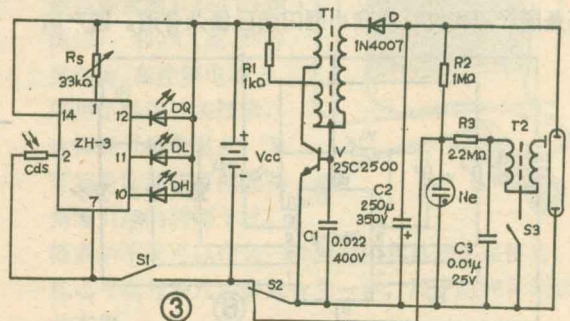 T1
D
1N4007
Rs
33kΩ
R1
1kΩ
R2
1MΩ
14
12
DQ
R3
2.2MΩ
T2
2
ZH-3
11
DL
Vcc
V
2SC2500
CdS
10
DH
C2
250μ
350V
Ne
7
C1
0.022
400V
C3
0.01μ
25V
S3
S1
S2
③